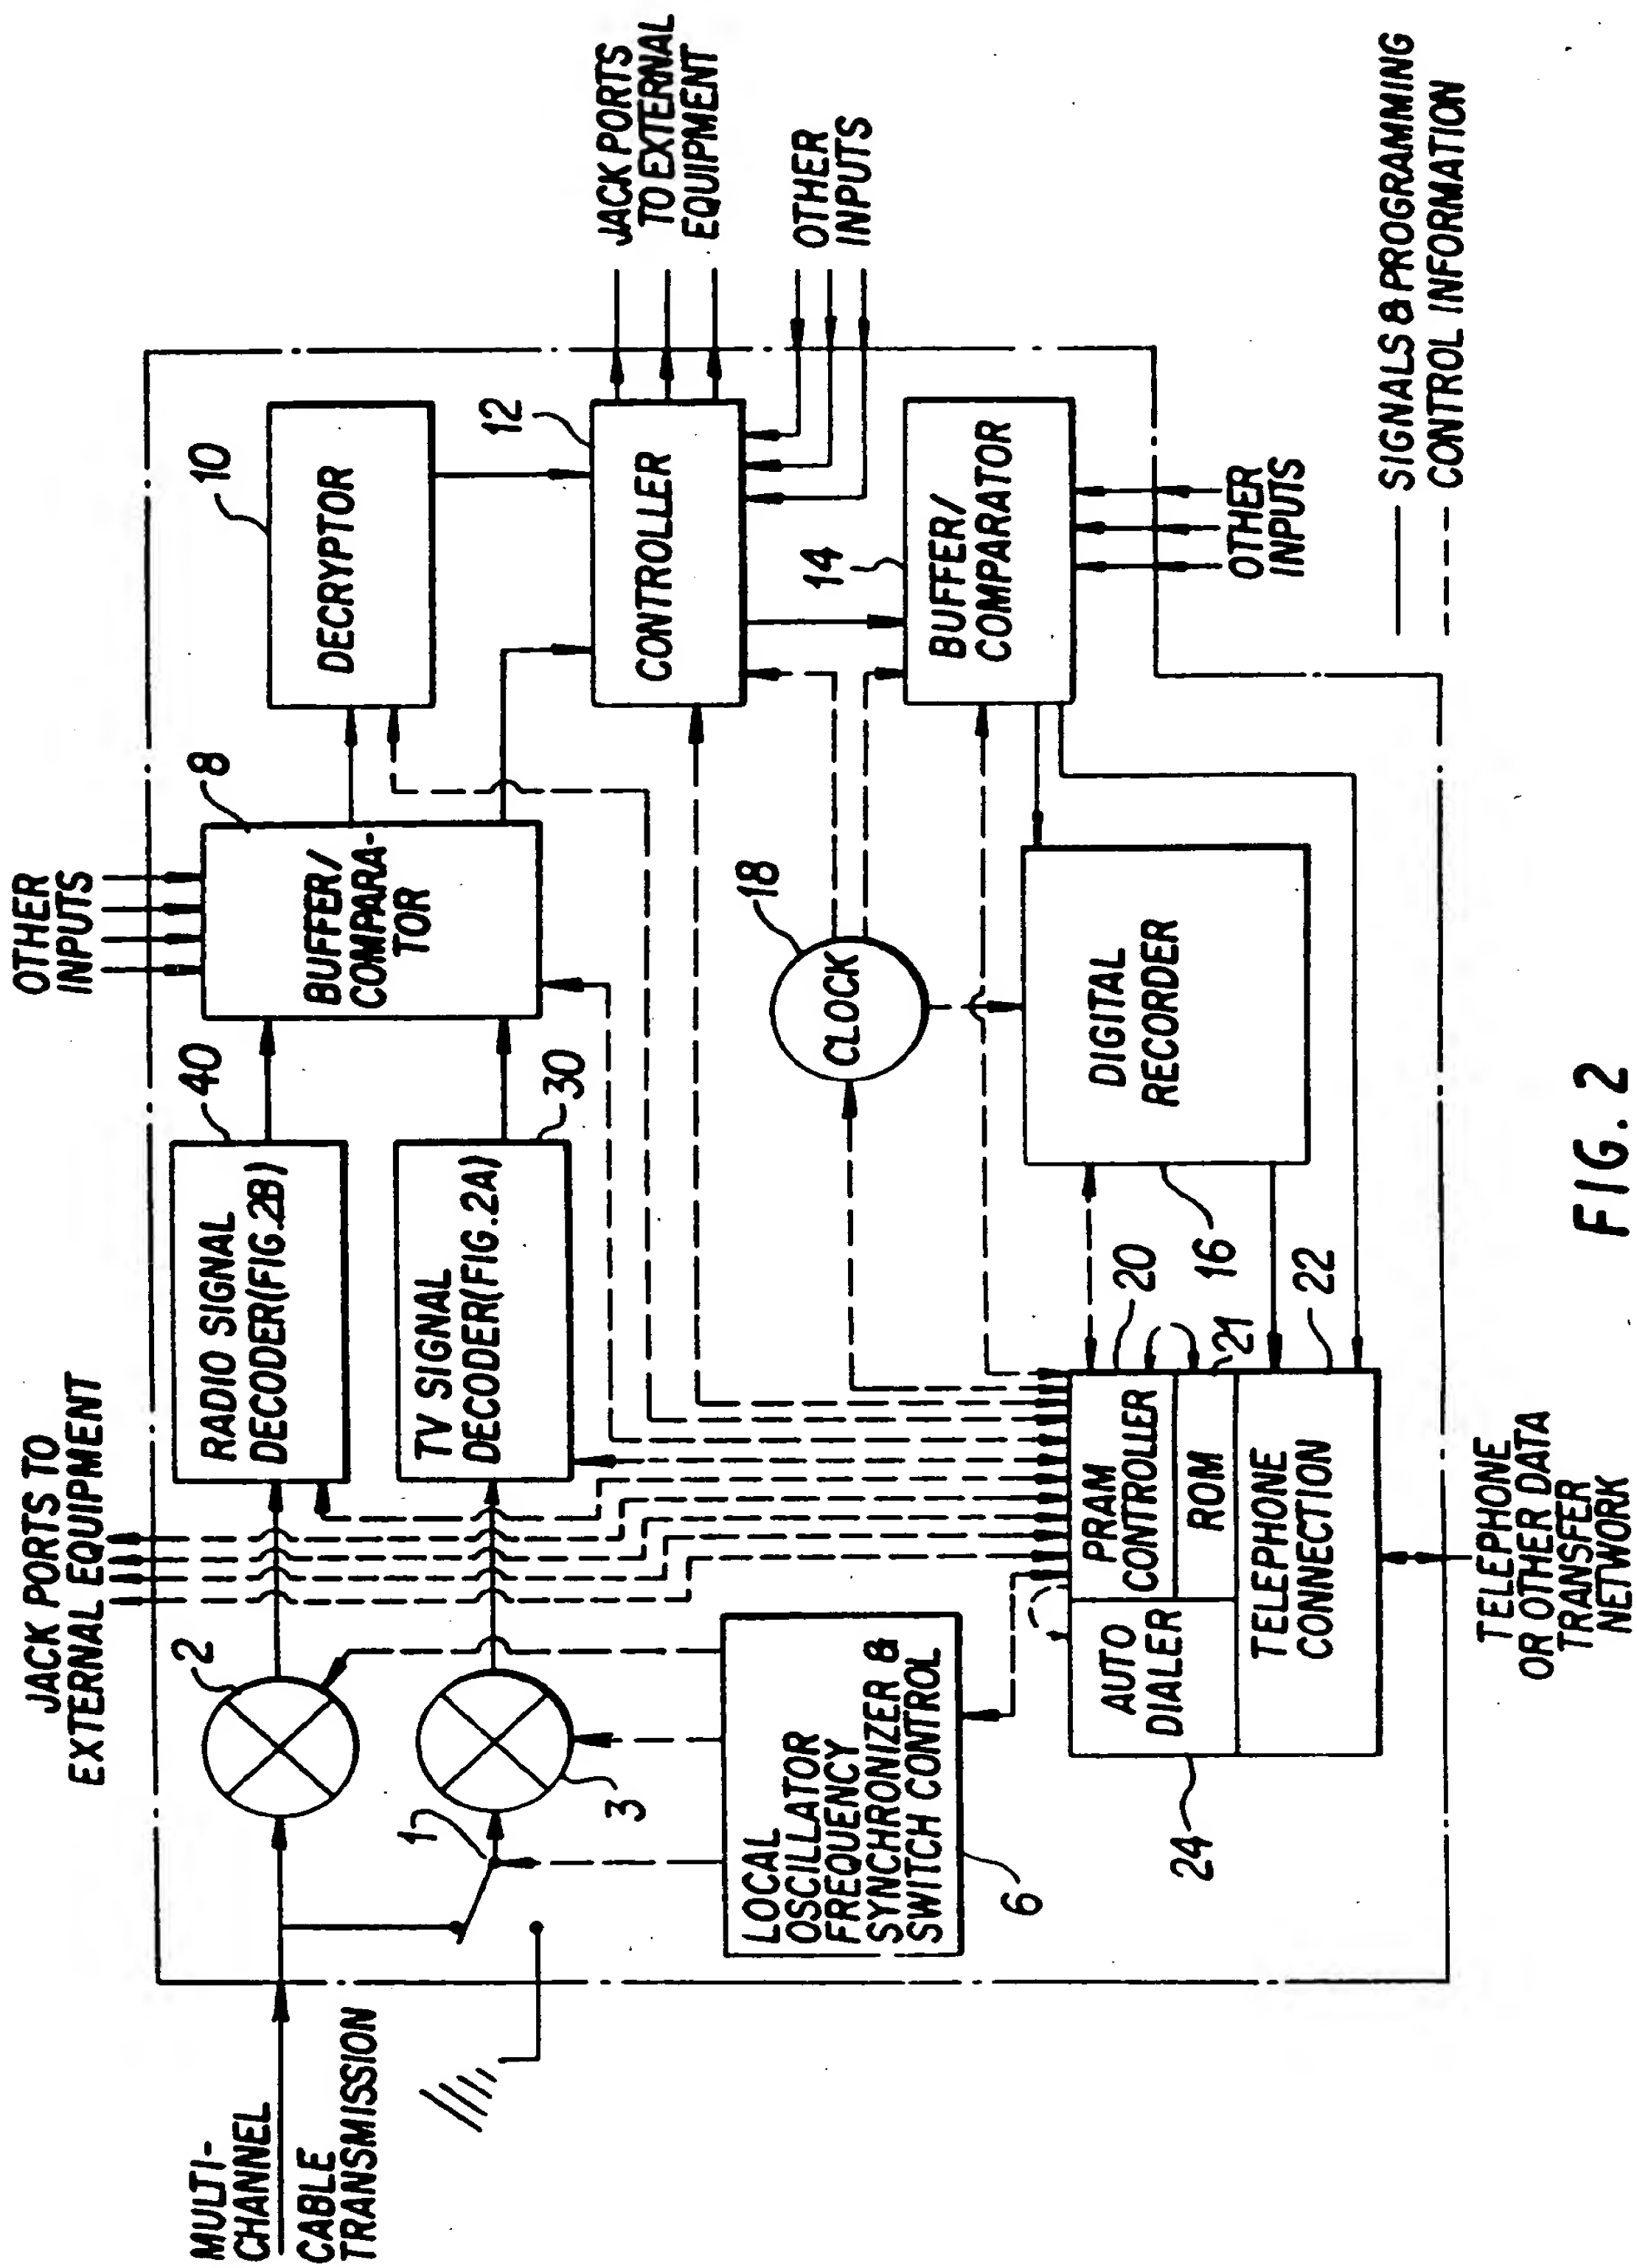 OTHER
INPUTS
JACK PORTS TO
EXTERNAL EQUIPMENT
MULTI-
CHANNEL
CABLE
TRANSMISSION
2
1
3
RADIO SIGNAL
DECODER(FIG.2B)
40
TV SIGNAL
DECODER(FIG.2A)
30
BUFFER/
COMPARA-
TOR
8
DECRYPTOR
10
CONTROLLER
12
JACK PORTS
TO EXTERNAL
EQUIPMENT
OTHER
INPUTS
LOCAL
OSCILLATOR
FREQUENCY
SYNCHRONIZER &
SWITCH CONTROL
6
CLOCK
18
BUFFER/
COMPARATOR
14
OTHER
INPUTS
DIGITAL
RECORDER
16
PRAM
CONTROLLER
20
ROM
21
AUTO
DIALER
24
TELEPHONE
CONNECTION
22
TELEPHONE
OR OTHER DATA
TRANSFER
NETWORK
SIGNALS & PROGRAMMING
CONTROL INFORMATION
FIG. 2